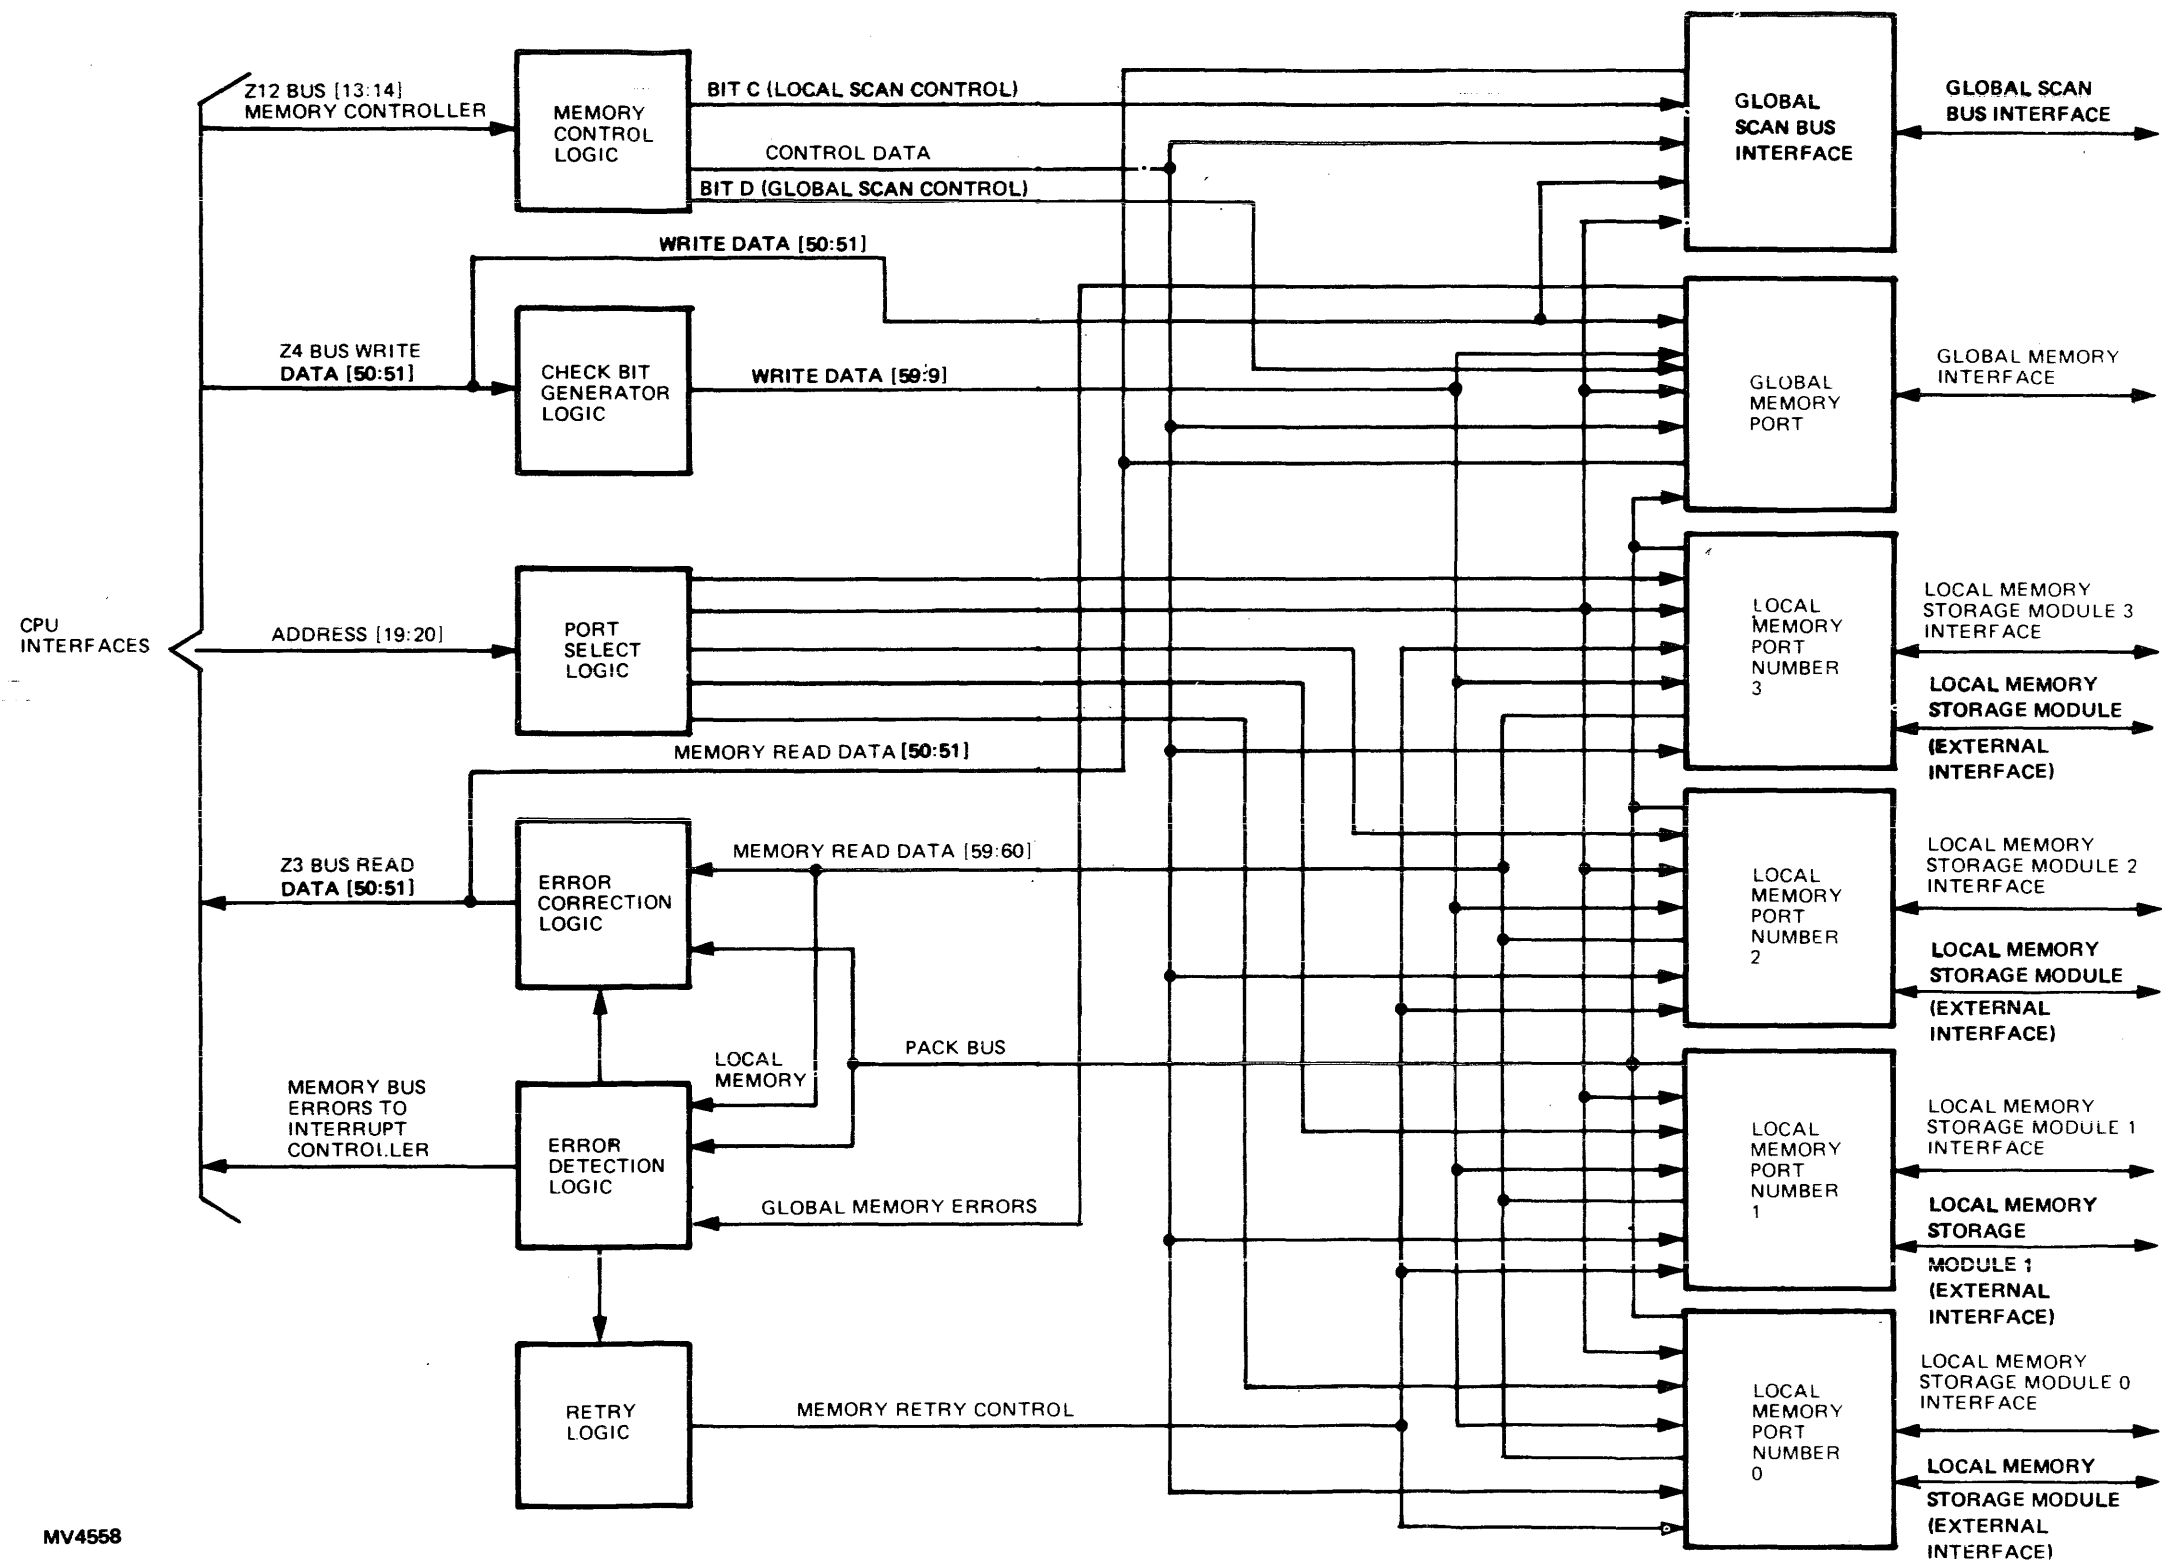 Z12 BUS [13:14]
MEMORY CONTROLLER
MEMORY
CONTROL
LOGIC
BIT C (LOCAL SCAN CONTROL)
CONTROL DATA
BIT D (GLOBAL SCAN CONTROL)
GLOBAL
SCAN BUS
INTERFACE
GLOBAL SCAN
BUS INTERFACE
WRITE DATA [50:51]
Z4 BUS WRITE
DATA [50:51]
CHECK BIT
GENERATOR
LOGIC
WRITE DATA [59:9]
GLOBAL
MEMORY
PORT
GLOBAL MEMORY
INTERFACE
CPU
INTERFACES
ADDRESS [19:20]
PORT
SELECT
LOGIC
LOCAL
MEMORY
PORT
NUMBER
3
LOCAL MEMORY
STORAGE MODULE 3
INTERFACE
LOCAL MEMORY
STORAGE MODULE
(EXTERNAL
INTERFACE)
MEMORY READ DATA [50:51]
Z3 BUS READ
DATA [50:51]
ERROR
CORRECTION
LOGIC
MEMORY READ DATA [59:60]
LOCAL
MEMORY
PORT
NUMBER
2
LOCAL MEMORY
STORAGE MODULE 2
INTERFACE
LOCAL MEMORY
STORAGE MODULE
(EXTERNAL
INTERFACE)
PACK BUS
LOCAL
MEMORY
MEMORY BUS
ERRORS TO
INTERRUPT
CONTROLLER
ERROR
DETECTION
LOGIC
GLOBAL MEMORY ERRORS
LOCAL
MEMORY
PORT
NUMBER
1
LOCAL MEMORY
STORAGE MODULE 1
INTERFACE
LOCAL MEMORY
STORAGE
MODULE 1
(EXTERNAL
INTERFACE)
RETRY
LOGIC
MEMORY RETRY CONTROL
LOCAL
MEMORY
PORT
NUMBER
0
LOCAL MEMORY
STORAGE MODULE 0
INTERFACE
LOCAL MEMORY
STORAGE MODULE
(EXTERNAL
INTERFACE)
MV4558